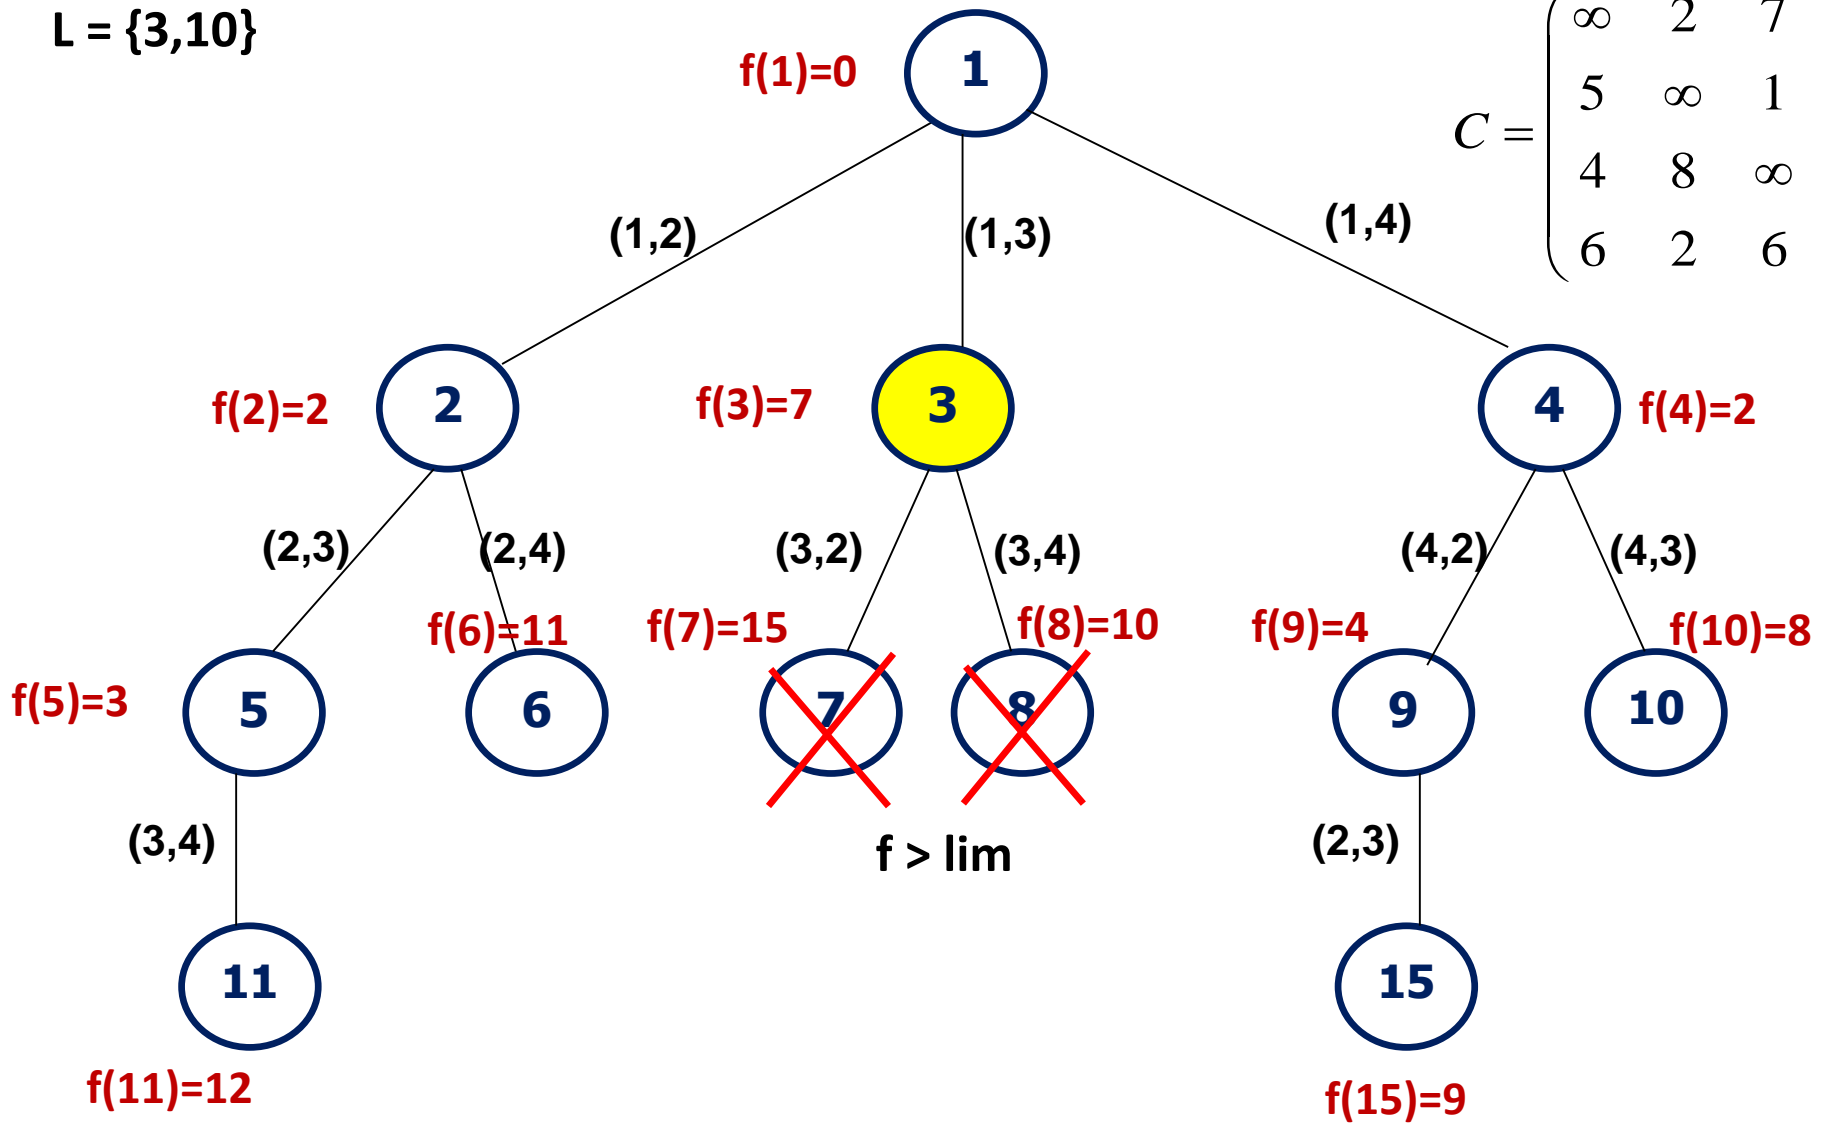 L = {3,10}
∞ 2 7
5 ∞ 1
C =
4 8 ∞
6 2 6
f(1)=0
1
(1,2)
(1,3)
(1,4)
f(2)=2
2
f(3)=7
3
4
f(4)=2
(2,3)
(2,4)
(3,2)
(3,4)
(4,2)
(4,3)
f(5)=3
5
f(6)=11
6
f(7)=15
7
f(8)=10
8
f(9)=4
9
f(10)=8
10
f > lim
(3,4)
(2,3)
11
15
f(11)=12
f(15)=9